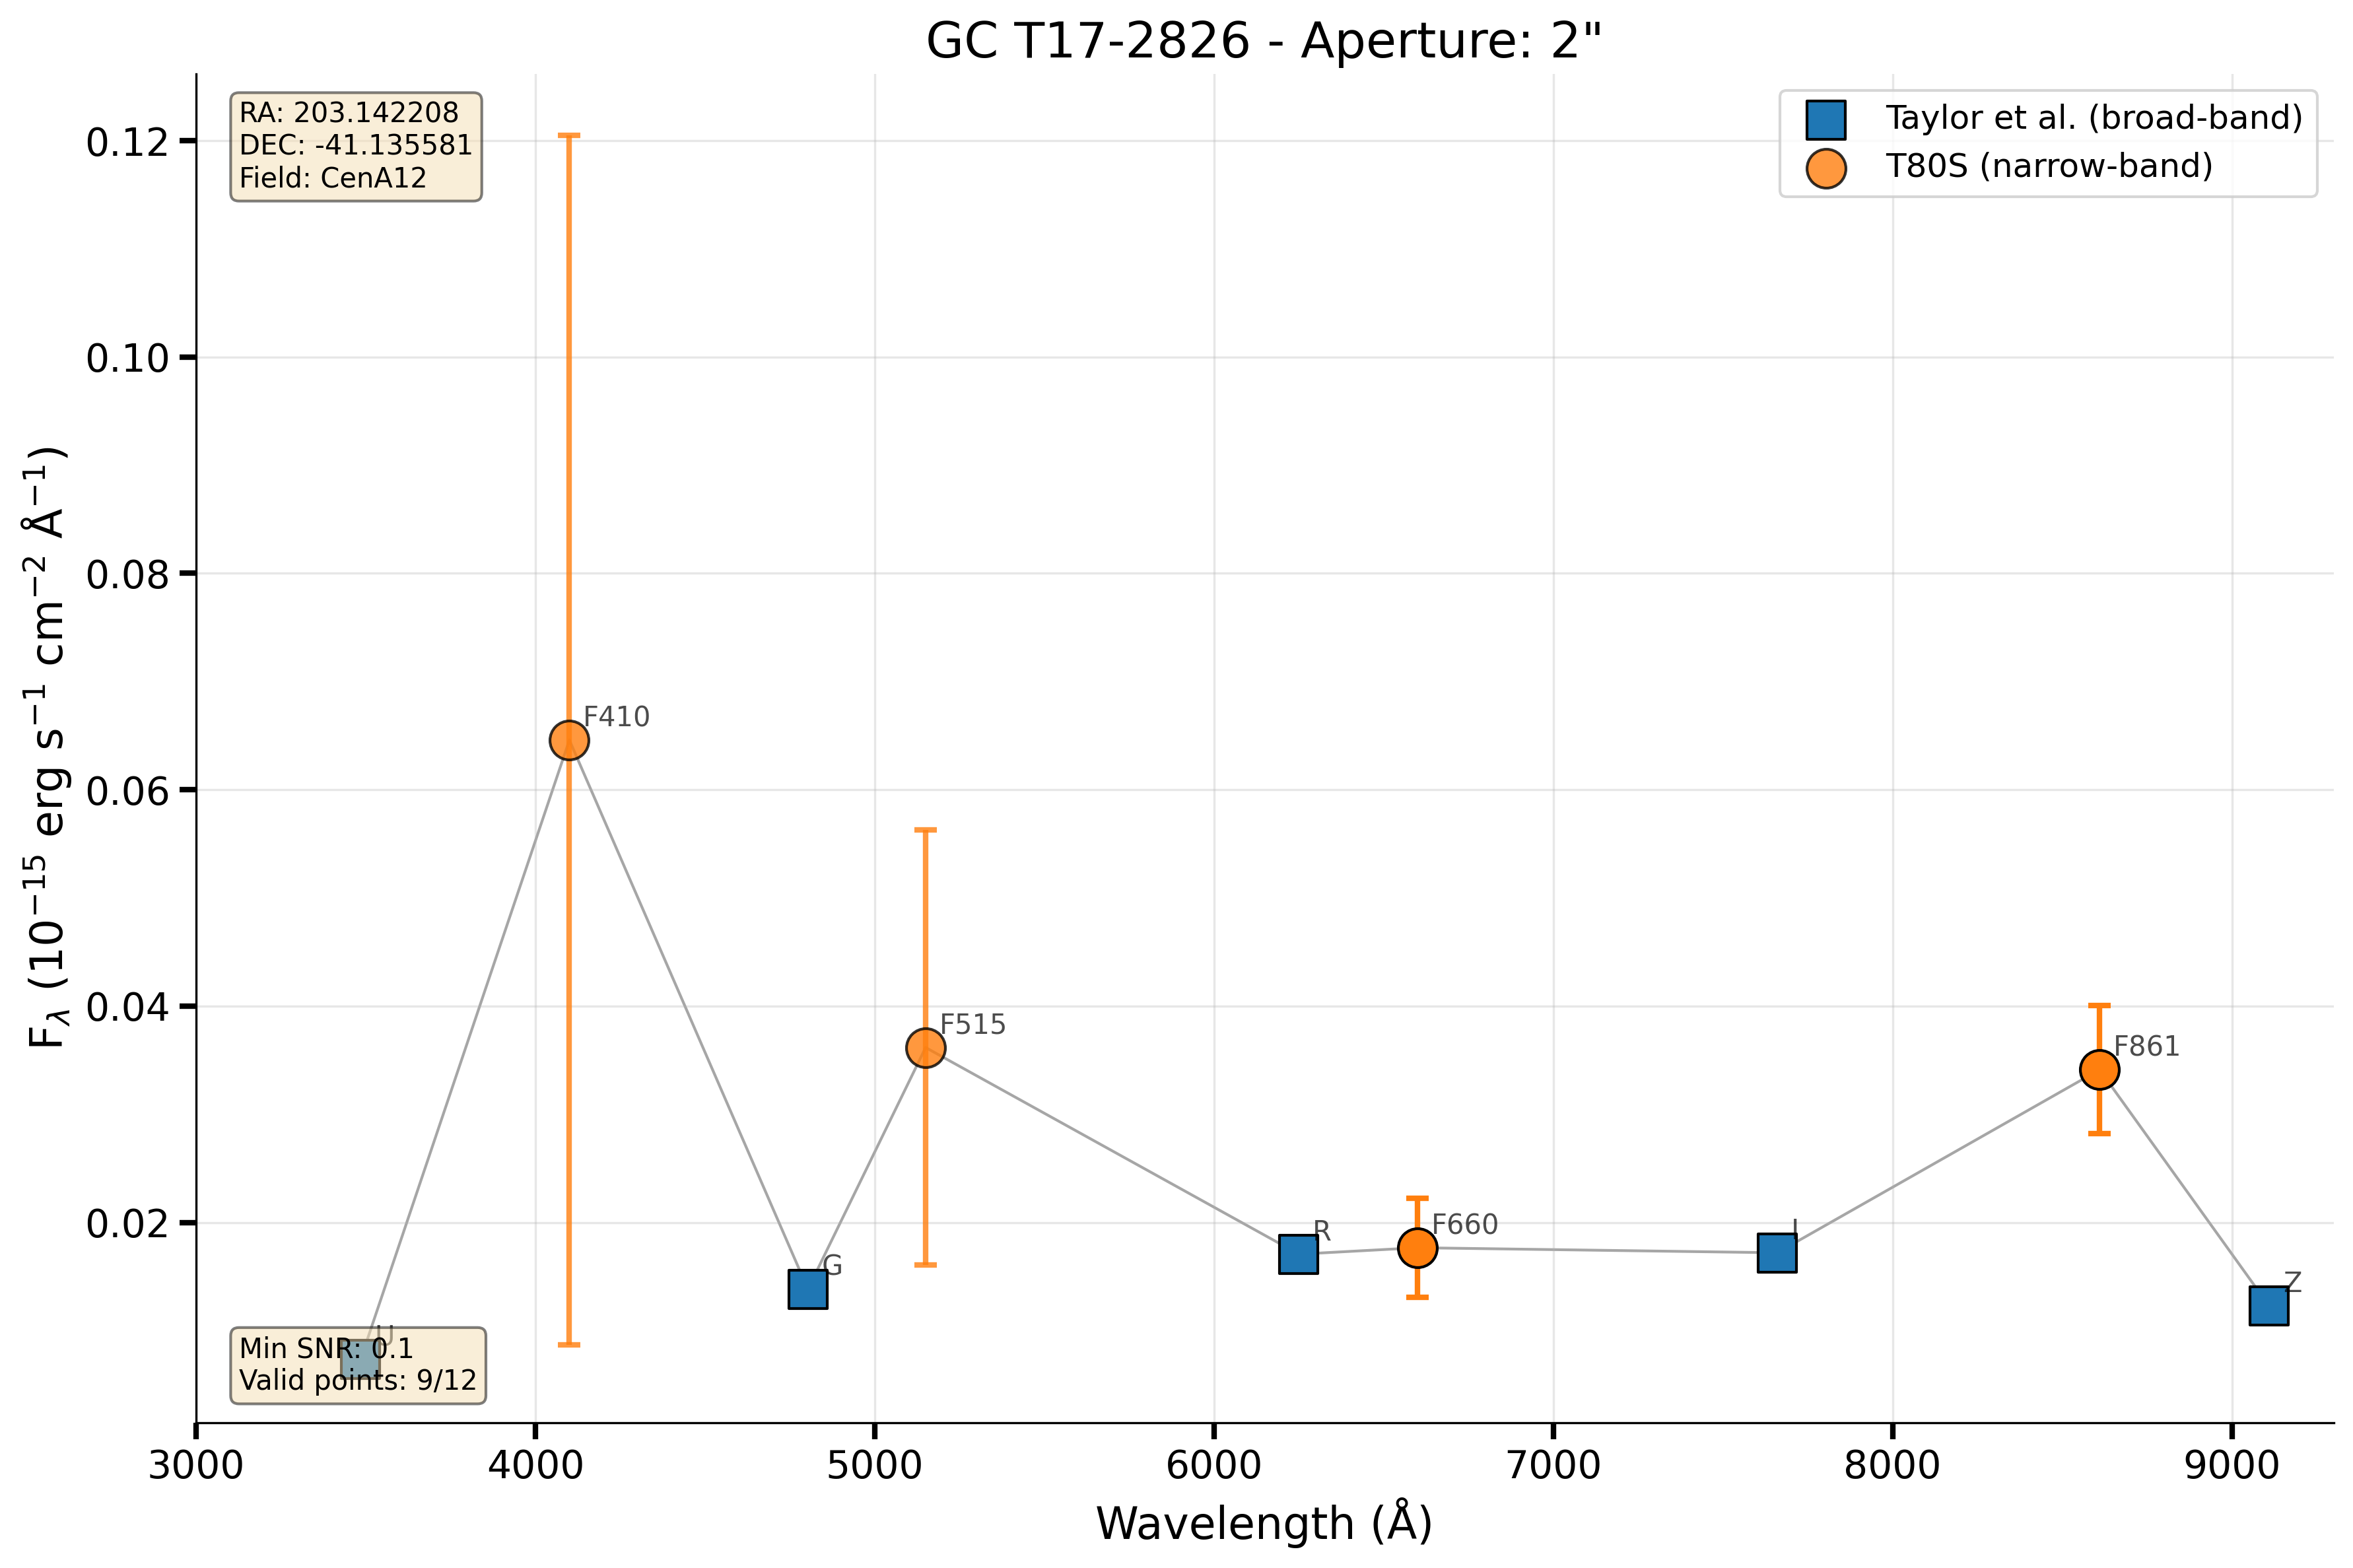 GC T17-2826 - Aperture: 2"
RA: 203.142208
DEC: -41.135581
Field: CenA12
Taylor et al. (broad-band)
T80S (narrow-band)
0.12
0.10
0.08
0.06
0.04
0.02
F_λ (10⁻¹⁵ erg s⁻¹ cm⁻² Å⁻¹)
F410
F515
F861
F660
R
I
G
Z
U
Min SNR: 0.1
Valid points: 9/12
3000 4000 5000 6000 7000 8000 9000
Wavelength (Å)